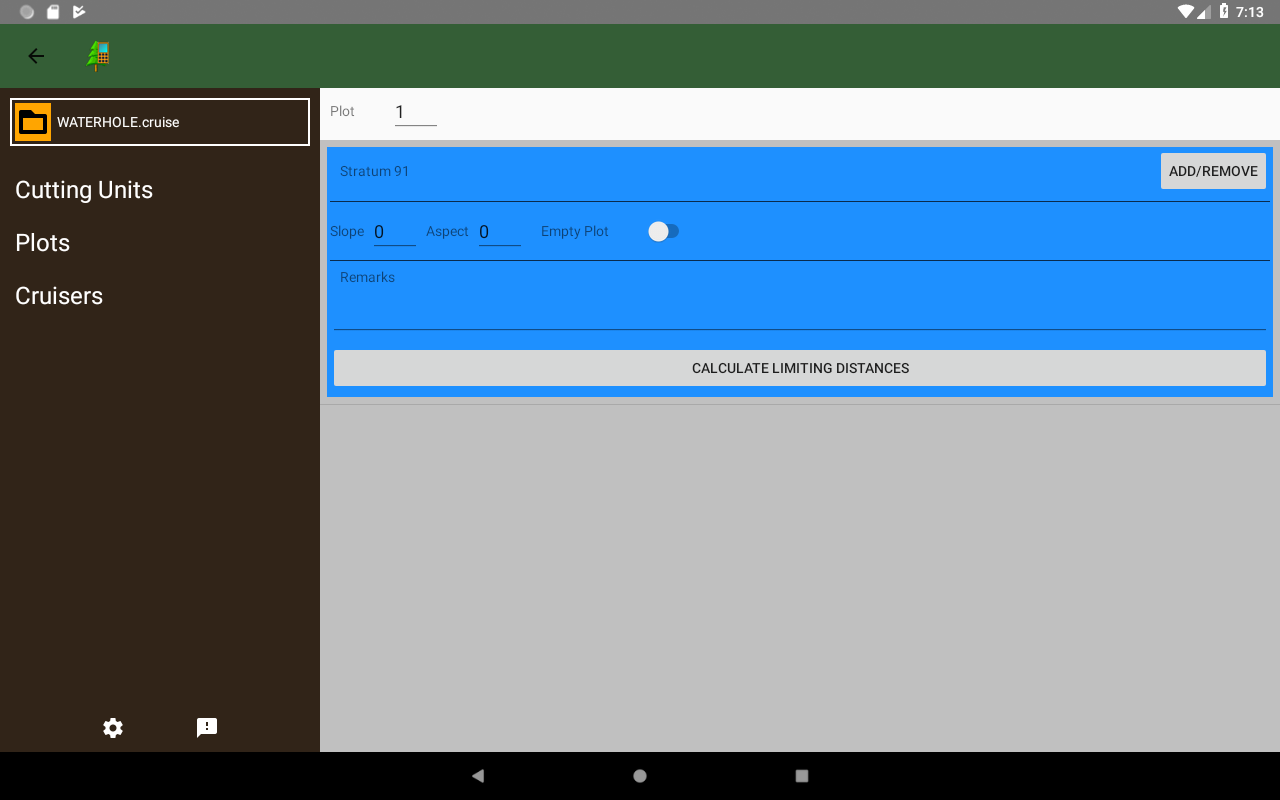 7:13
WATERHOLE.cruise
Cutting Units
Plots
Cruisers
Plot 1
Stratum 91 ADD/REMOVE
Slope 0 Aspect 0 Empty Plot
Remarks
CALCULATE LIMITING DISTANCES